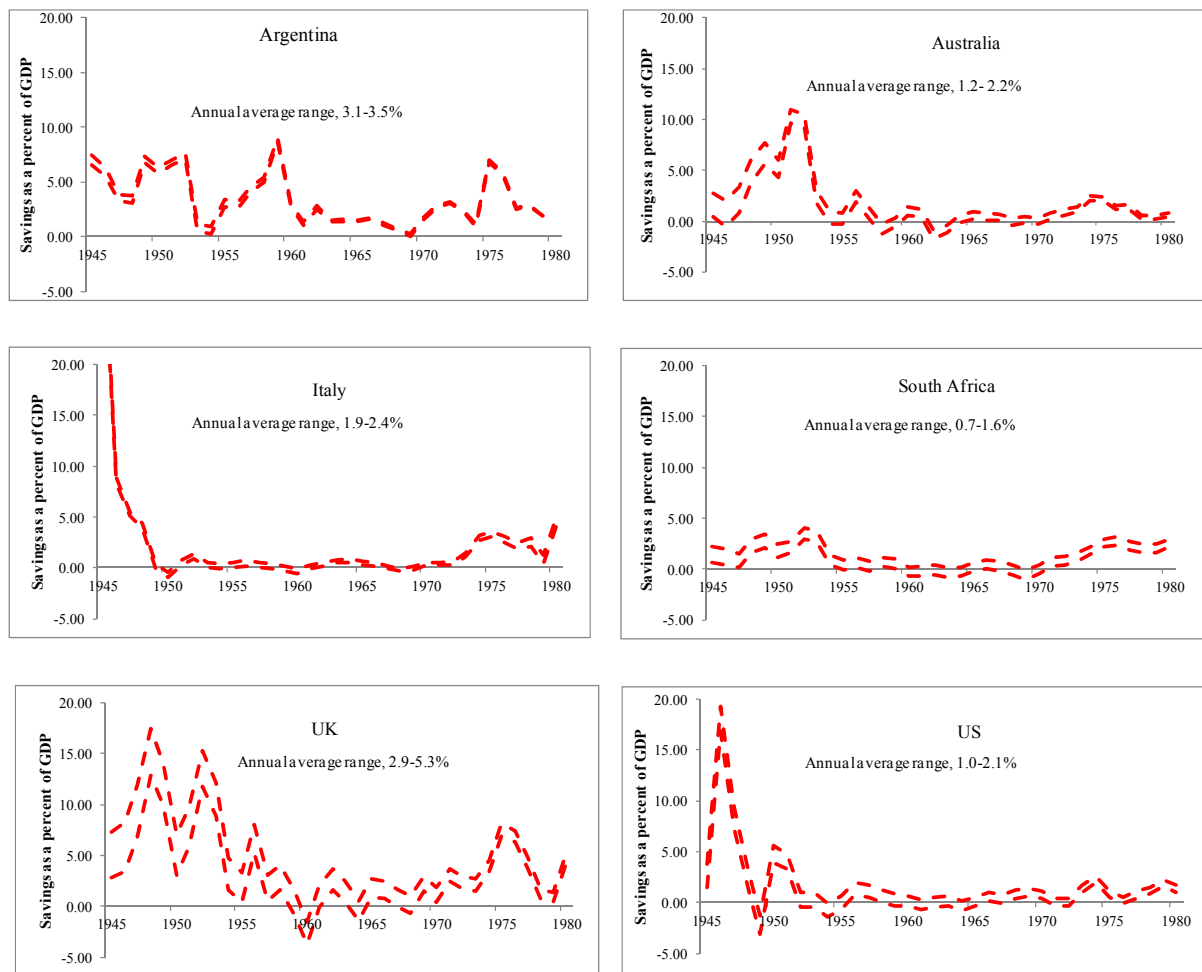 Argentina
Annual average range, 3.1-3.5%
Savings as a percent of GDP
20.00
15.00
10.00
5.00
0.00
-5.00
1945 1950 1955 1960 1965 1970 1975 1980
Australia
Annual average range, 1.2- 2.2%
Savings as a percent of GDP
20.00
15.00
10.00
5.00
0.00
-5.00
1945 1950 1955 1960 1965 1970 1975 1980
Italy
Annual average range, 1.9-2.4%
Savings as a percent of GDP
20.00
15.00
10.00
5.00
0.00
-5.00
1945 1950 1955 1960 1965 1970 1975 1980
South Africa
Annual average range, 0.7-1.6%
Savings as a percent of GDP
20.00
15.00
10.00
5.00
0.00
-5.00
1945 1950 1955 1960 1965 1970 1975 1980
UK
Annual average range, 2.9-5.3%
Savings as a percent of GDP
20.00
15.00
10.00
5.00
0.00
-5.00
1945 1950 1955 1960 1965 1970 1975 1980
US
Annual average range, 1.0-2.1%
Savings as a percent of GDP
20.00
15.00
10.00
5.00
0.00
-5.00
1945 1950 1955 1960 1965 1970 1975 1980